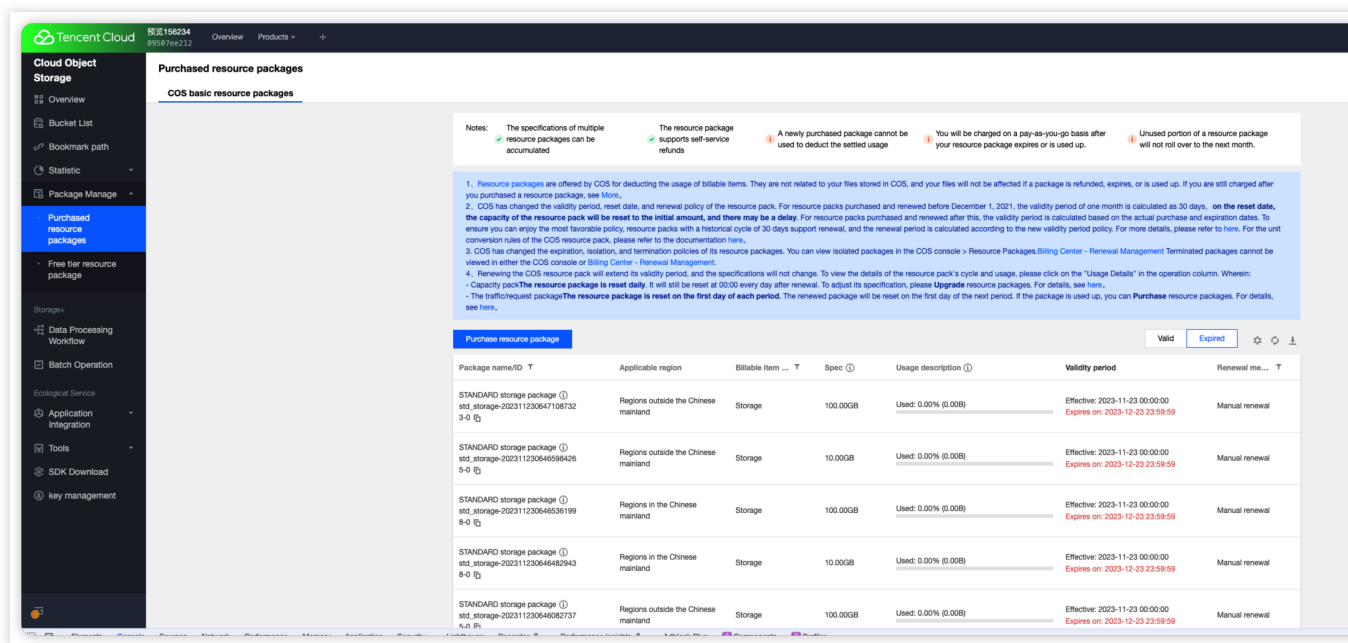 Tencent Cloud
预览156234
09507ee212
Overview
Products
Cloud Object
Storage
Overview
Bucket List
Bookmark path
Statistic
Package Manage
Purchased
resource
packages
Free tier resource
package
Storage+
Data Processing
Workflow
Batch Operation
Ecological Service
Application
Integration
Tools
SDK Download
key management
Purchased resource packages
COS basic resource packages
Notes:
The specifications of multiple
resource packages can be
accumulated
The resource package
supports self-service
refunds
A newly purchased package cannot be
used to deduct the settled usage
You will be charged on a pay-as-you-go basis after
your resource package expires or is used up.
Unused portion of a resource package
will not roll over to the next month.
1、Resource packages are offered by COS for deducting the usage of billable items. They are not related to your files stored in COS, and your files will not be affected if a package is refunded, expires, or is used up. If you are still charged after
you purchased a resource package, see More。
2、COS has changed the validity period, reset date, and renewal policy of the resource pack. For resource packs purchased and renewed before December 1, 2021, the validity period of one month is calculated as 30 days，on the reset date,
the capacity of the resource pack will be reset to the initial amount, and there may be a delay. For resource packs purchased and renewed after this, the validity period is calculated based on the actual purchase and expiration dates. To
ensure you can enjoy the most favorable policy, resource packs with a historical cycle of 30 days support renewal, and the renewal period is calculated according to the new validity period policy. For more details, please refer to here. For the unit
conversion rules of the COS resource pack, please refer to the documentation here。
3. COS has changed the expiration, isolation, and termination policies of its resource packages. You can view isolated packages in the COS console > Resource Packages.Billing Center - Renewal Management Terminated packages cannot be
viewed in either the COS console or Billing Center - Renewal Management.
4、Renewing the COS resource pack will extend its validity period, and the specifications will not change. To view the details of the resource pack's cycle and usage, please click on the "Usage Details" in the operation column. Wherein:
- Capacity packThe resource package is reset daily. It will still be reset at 00:00 every day after renewal. To adjust its specification, please Upgrade resource packages. For details, see here。
- The traffic/request packageThe resource package is reset on the first day of each period. The renewed package will be reset on the first day of the next period. If the package is used up, you can Purchase resource packages. For details,
see here。
Purchase resource package
Valid
Expired
Package name/ID
Applicable region
Billable item ...
Spec
Usage description
Validity period
Renewal me...
STANDARD storage package
std_storage-202311230647108732
3-0
Regions outside the Chinese
mainland
Storage
100.00GB
Used: 0.00% (0.00B)
Effective: 2023-11-23 00:00:00
Expires on: 2023-12-23 23:59:59
Manual renewal
STANDARD storage package
std_storage-202311230646598426
5-0
Regions outside the Chinese
mainland
Storage
10.00GB
Used: 0.00% (0.00B)
Effective: 2023-11-23 00:00:00
Expires on: 2023-12-23 23:59:59
Manual renewal
STANDARD storage package
std_storage-202311230646536199
8-0
Regions in the Chinese
mainland
Storage
100.00GB
Used: 0.00% (0.00B)
Effective: 2023-11-23 00:00:00
Expires on: 2023-12-23 23:59:59
Manual renewal
STANDARD storage package
std_storage-202311230646482943
8-0
Regions in the Chinese
mainland
Storage
10.00GB
Used: 0.00% (0.00B)
Effective: 2023-11-23 00:00:00
Expires on: 2023-12-23 23:59:59
Manual renewal
STANDARD storage package
std_storage-202311230646082737
5-0
Regions outside the Chinese
mainland
Storage
100.00GB
Used: 0.00% (0.00B)
Effective: 2023-11-23 00:00:00
Expires on: 2023-12-23 23:59:59
Manual renewal